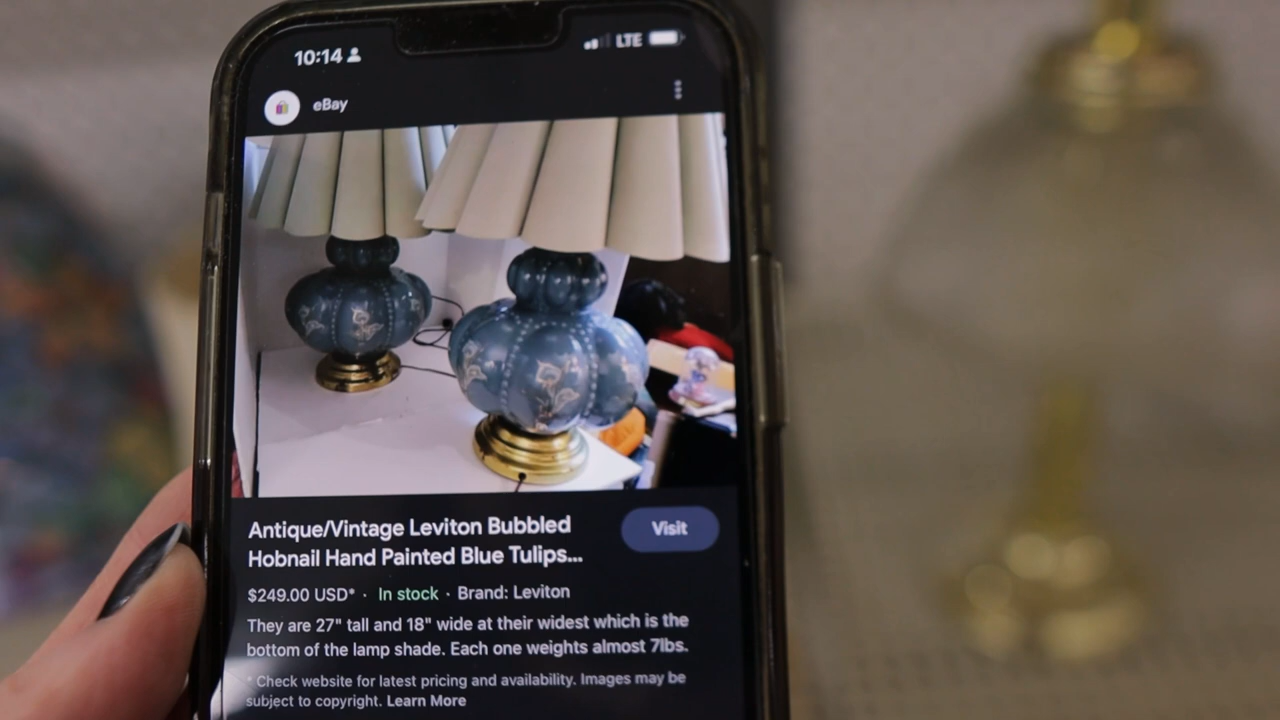 10:14 LTE
eBay
Antique/Vintage Leviton Bubbled
Hobnail Hand Painted Blue Tulips...
Visit
$249.00 USD* · In stock · Brand: Leviton
They are 27" tall and 18" wide at their widest which is the
bottom of the lamp shade. Each one weights almost 7lbs.
* Check website for latest pricing and availability. Images may be
subject to copyright. Learn More